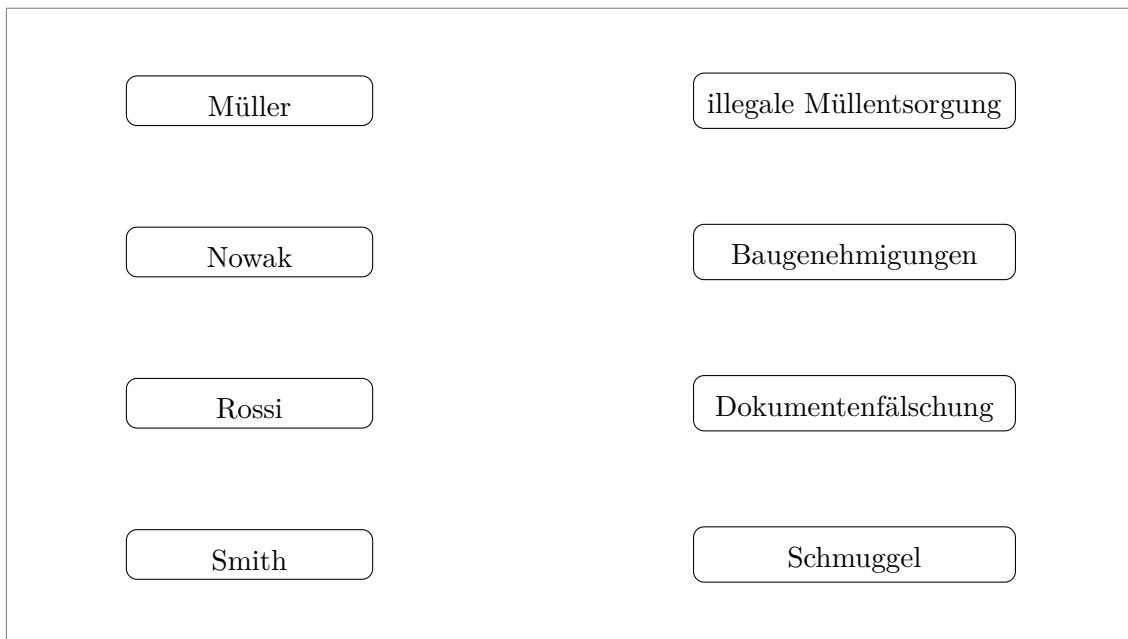 Müller
illegale Müllentsorgung
Nowak
Baugenehmigungen
Rossi
Dokumentenfälschung
Smith
Schmuggel